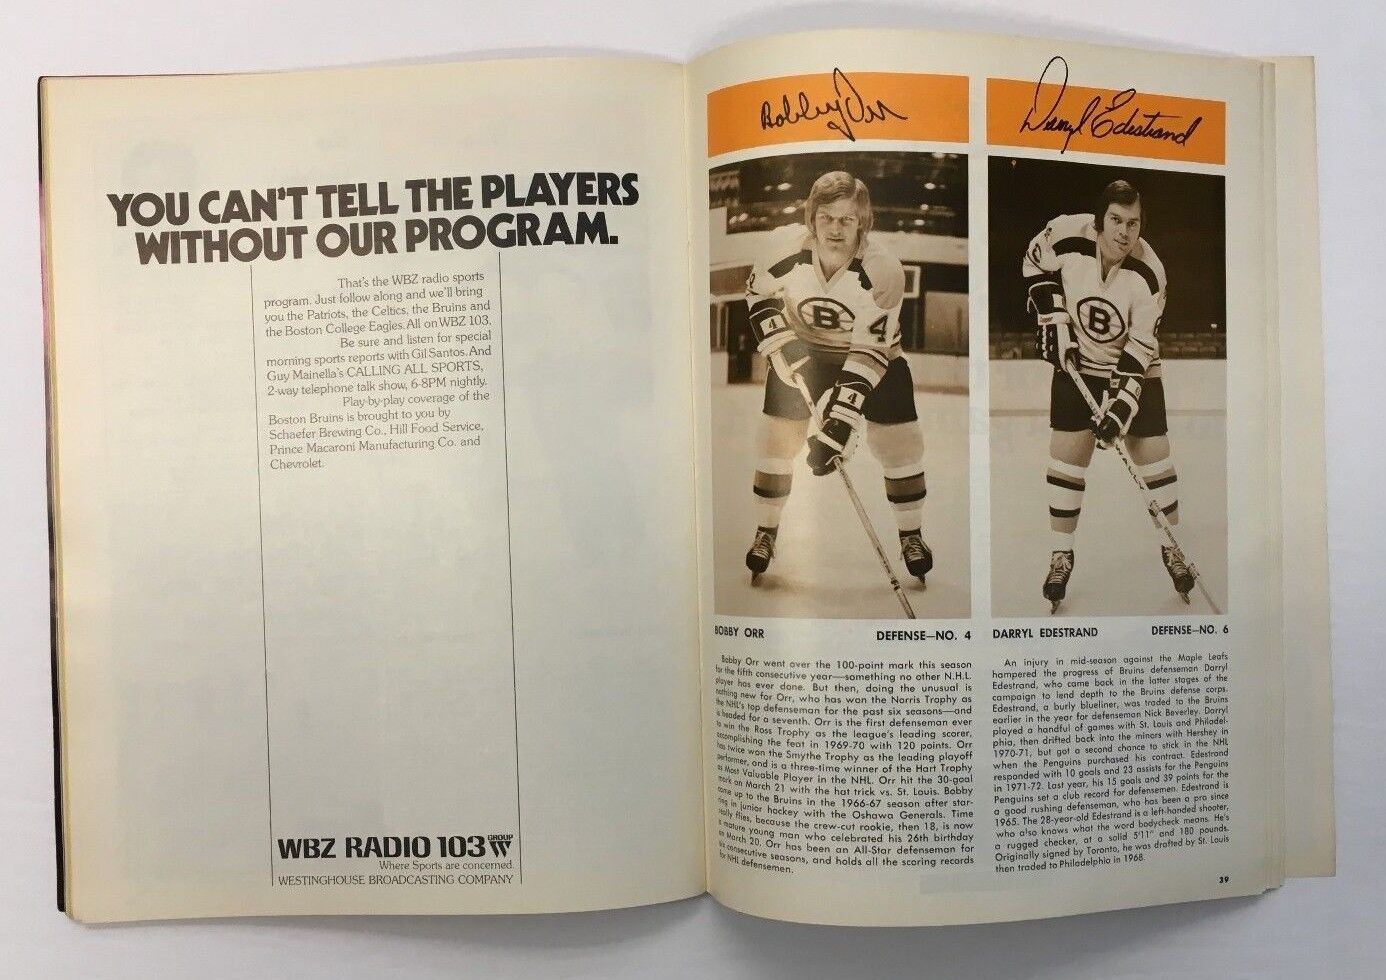 YOU CAN'T TELL THE PLAYERS
WITHOUT OUR PROGRAM.
That's the WBZ radio sports
program. Just follow along and we'll bring
you the Patriots, the Celtics, the Bruins and
the Boston College Eagles. All on WBZ 103.
Be sure and listen for special
morning sports reports with Gil Santos. And
Guy Mainella's CALLING ALL SPORTS,
2-way telephone talk show, 6-8PM nightly.
Play-by-play coverage of the
Boston Bruins is brought to you by
Schaefer Brewing Co., Hill Food Service,
Prince Macaroni Manufacturing Co. and
Chevrolet.
WBZ RADIO 103 GROUP W
Where Sports are concerned.
WESTINGHOUSE BROADCASTING COMPANY
Bobby Orr
B
4
4
4
BOBBY ORR DEFENSE—NO. 4
Bobby Orr went over the 100-point mark this season
for the fifth consecutive year—something no other N.H.L.
player has ever done. But then, doing the unusual is
nothing new for Orr, who has won the Norris Trophy as
the NHL's top defenseman for the past six seasons—and
is headed for a seventh. Orr is the first defenseman ever
to win the Ross Trophy as the league's leading scorer,
accomplishing the feat in 1969-70 with 120 points. Orr
has twice won the Smythe Trophy as the leading playoff
performer, and is a three-time winner of the Hart Trophy
as Most Valuable Player in the NHL. Orr hit the 30-goal
mark on March 21 with the hat trick vs. St. Louis. Bobby
came up to the Bruins in the 1966-67 season after star-
ring in junior hockey with the Oshawa Generals. Time
really flies, because the crew-cut rookie, then 18, is now
a mature young man who celebrated his 26th birthday
on March 20. Orr has been an All-Star defenseman for
six consecutive seasons, and holds all the scoring records
for NHL defensemen.
Darryl Edestrand
B
6
DARRYL EDESTRAND DEFENSE—NO. 6
An injury in mid-season against the Maple Leafs
hampered the progress of Bruins defenseman Darryl
Edestrand, who came back in the latter stages of the
campaign to lend depth to the Bruins defense corps.
Edestrand, a burly blueliner, was traded to the Bruins
earlier in the year for defenseman Nick Beverley. Darryl
played a handful of games with St. Louis and Philadel-
phia, then drifted back into the minors with Hershey in
1970-71, but got a second chance to stick in the NHL
when the Penguins purchased his contract. Edestrand
responded with 10 goals and 23 assists for the Penguins
in 1971-72. Last year, his 15 goals and 39 points for the
Penguins set a club record for defensemen. Edestrand is
a good rushing defenseman, who has been a pro since
1965. The 28-year-old Edestrand is a left-handed shooter,
who also knows what the word bodycheck means. He's
a rugged checker, at a solid 5'11" and 180 pounds.
Originally signed by Toronto, he was drafted by St. Louis
then traded to Philadelphia in 1968.
39